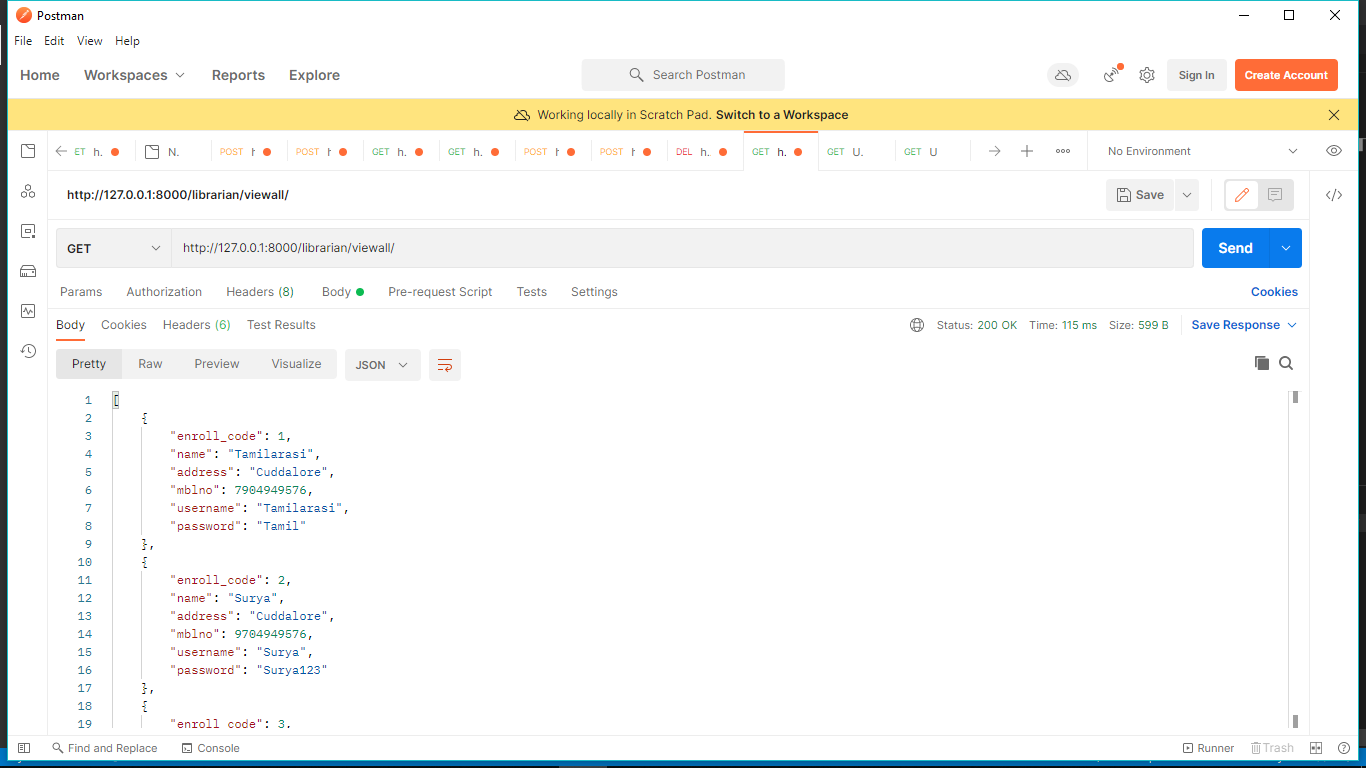 Postman
File Edit View Help
Home Workspaces Reports Explore Search Postman Sign In Create Account
Working locally in Scratch Pad. Switch to a Workspace
ET h. N. POST h POST h GET h. GET h. POST h POST h DEL h. GET h. GET U. GET U No Environment
http://127.0.0.1:8000/librarian/viewall/ Save
GET http://127.0.0.1:8000/librarian/viewall/ Send
Params Authorization Headers (8) Body Pre-request Script Tests Settings Cookies
Body Cookies Headers (6) Test Results Status: 200 OK Time: 115 ms Size: 599 B Save Response
Pretty Raw Preview Visualize JSON
1 [
2 {
3 "enroll_code": 1,
4 "name": "Tamilarasi",
5 "address": "Cuddalore",
6 "mblno": 7904949576,
7 "username": "Tamilarasi",
8 "password": "Tamil"
9 },
10 {
11 "enroll_code": 2,
12 "name": "Surya",
13 "address": "Cuddalore",
14 "mblno": 9704949576,
15 "username": "Surya",
16 "password": "Surya123"
17 },
18 {
19 "enroll_code": 3,
Find and Replace Console Runner Trash